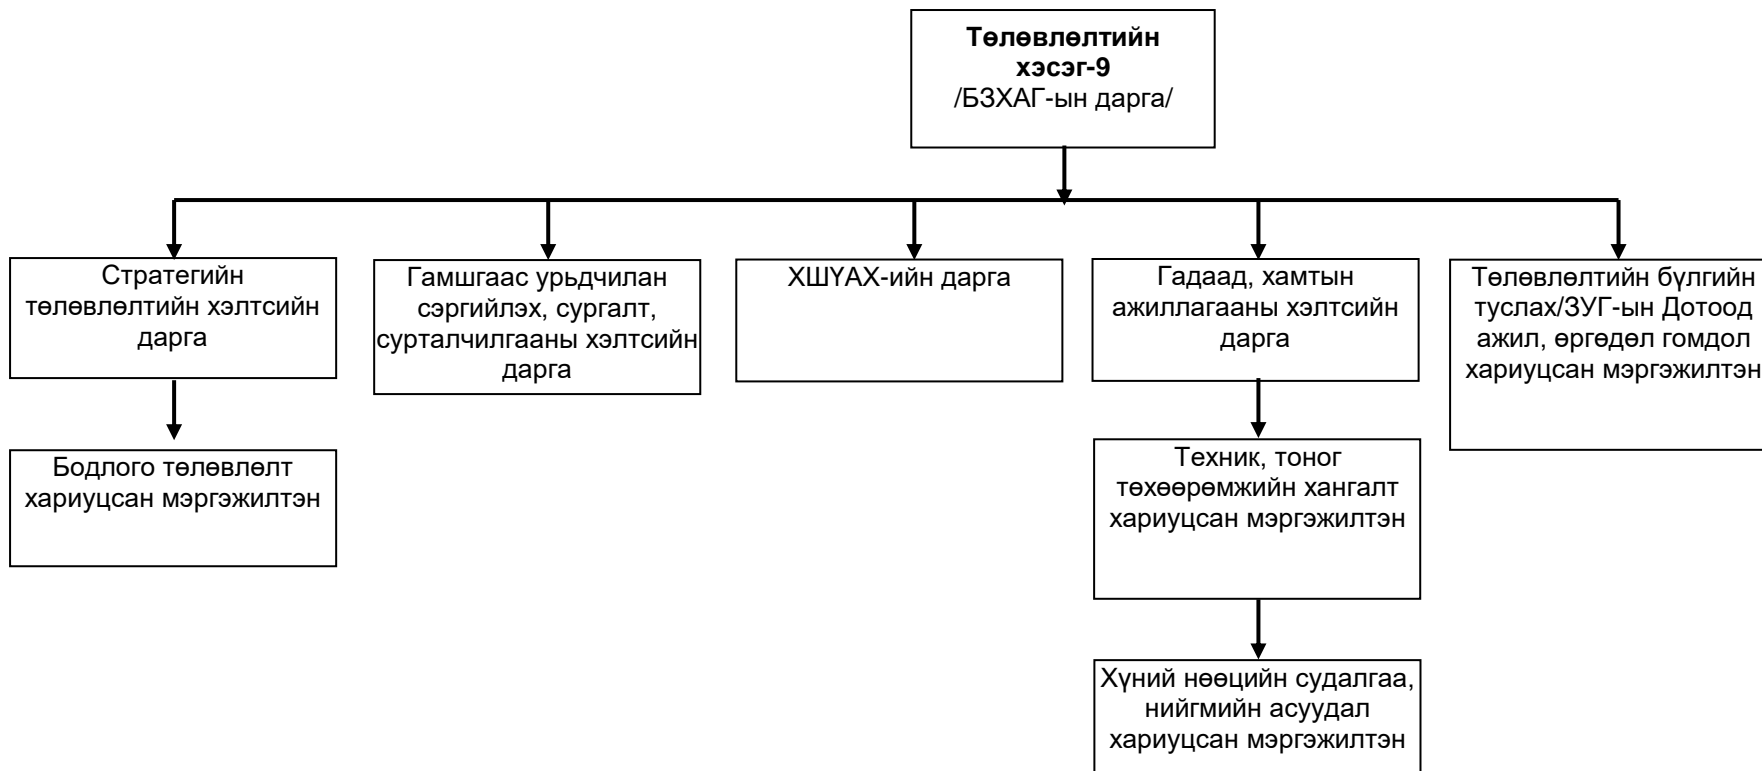 Төлөвлөлтийн
хэсэг-9
/БЗХАГ-ын дарга/
Стратегийн
төлөвлөлтийн хэлтсийн
дарга
Гамшгаас урьдчилан
сэргийлэх, сургалт,
сурталчилгааны хэлтсийн
дарга
ХШҮАХ-ийн дарга
Гадаад, хамтын
ажиллагааны хэлтсийн
дарга
Төлөвлөлтийн бүлгийн
туслах/ЗУГ-ын Дотоод
ажил, өргөдөл гомдол
хариуцсан мэргэжилтэн
Бодлого төлөвлөлт
хариуцсан мэргэжилтэн
Техник, тоног
төхөөрөмжийн хангалт
хариуцсан мэргэжилтэн
Хүний нөөцийн судалгаа,
нийгмийн асуудал
хариуцсан мэргэжилтэн